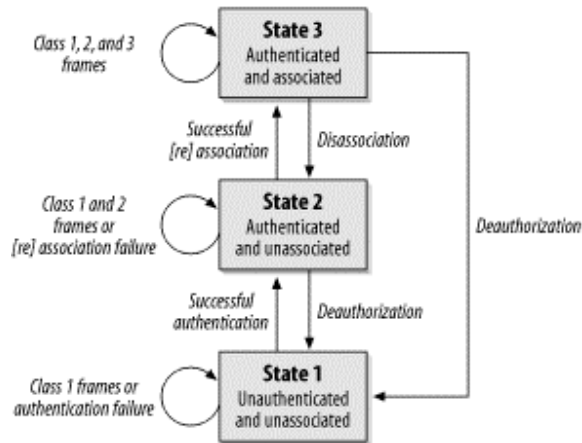 State 3
Authenticated
and associated
Class 1, 2, and 3
frames
Successful
[re] association
Disassociation
State 2
Authenticated
and unassociated
Class 1 and 2
frames or
[re] association failure
Deauthorization
Successful
authentication
Deauthorization
State 1
Unauthenticated
and unassociated
Class 1 frames or
authentication failure